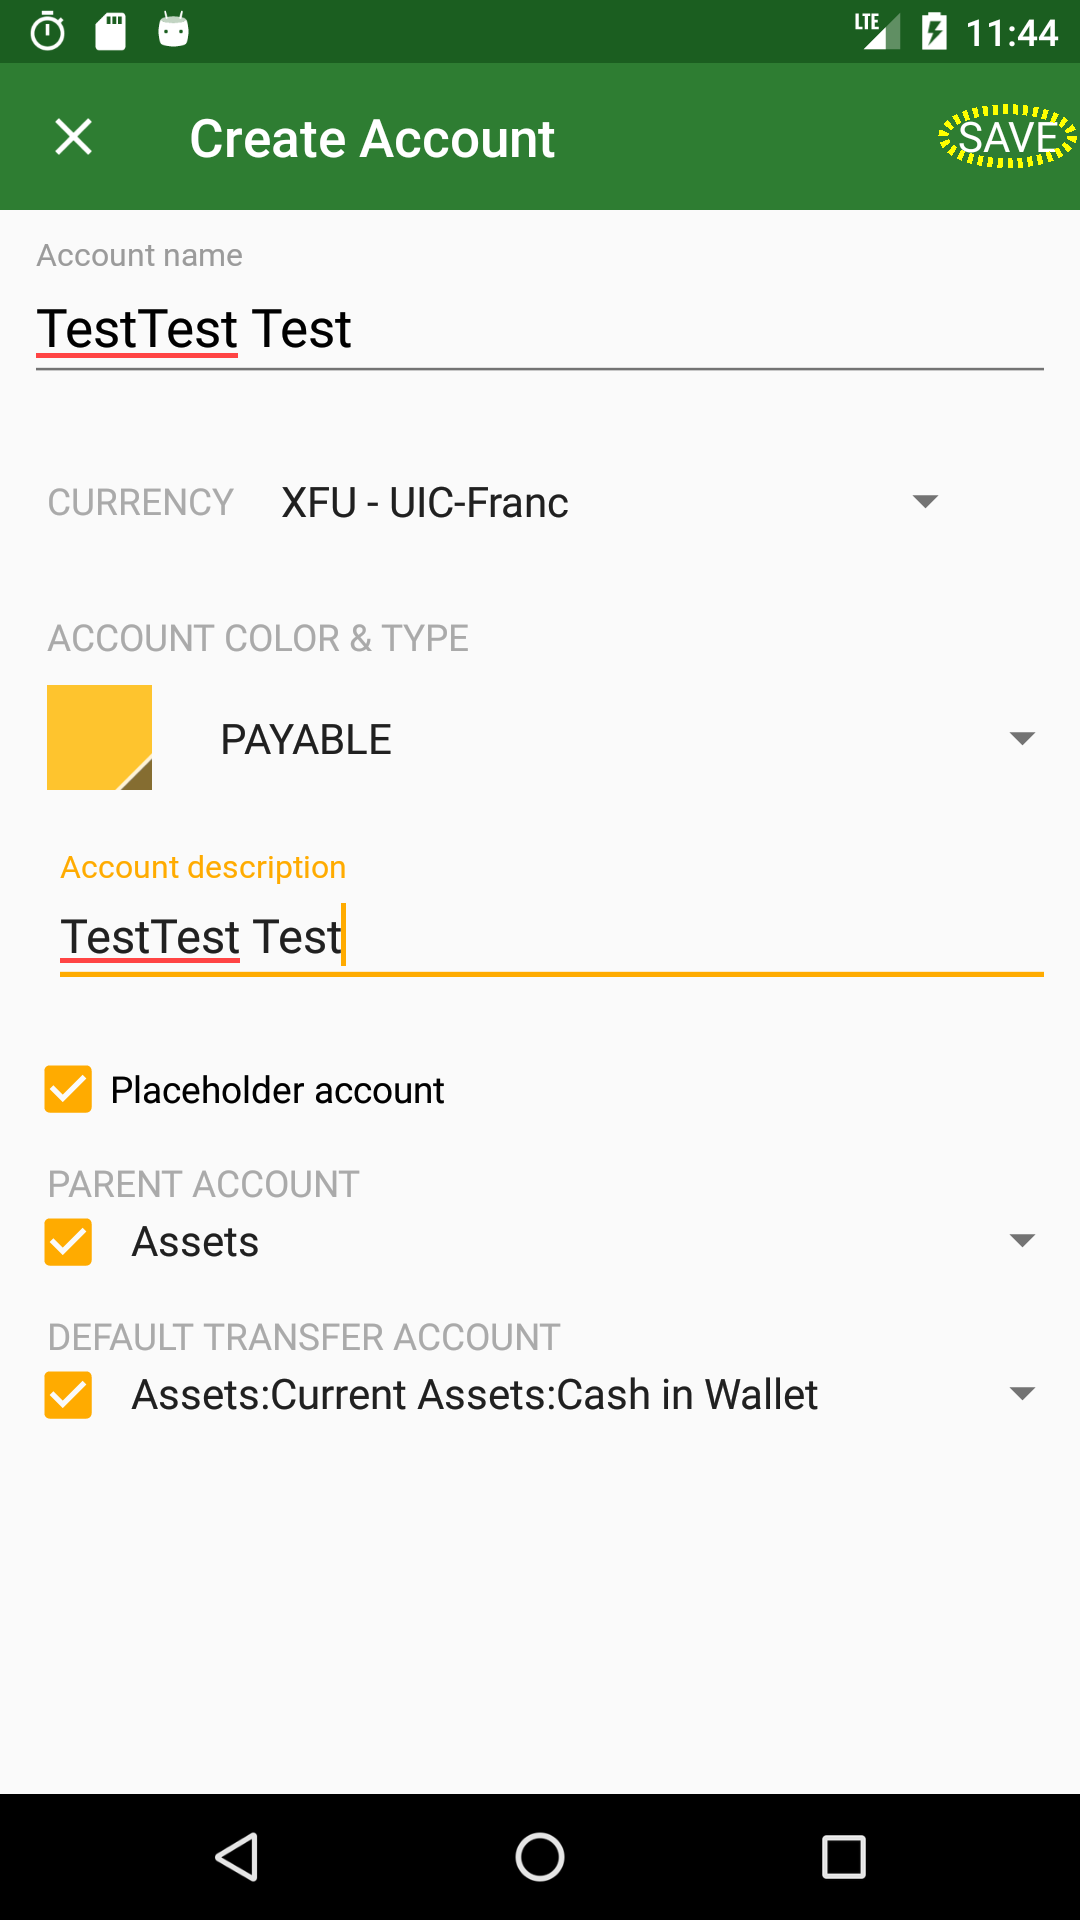 LTE 11:44
Create Account SAVE
Account name
TestTest Test
CURRENCY XFU - UIC-Franc
ACCOUNT COLOR & TYPE
PAYABLE
Account description
TestTest Test
Placeholder account
PARENT ACCOUNT
Assets
DEFAULT TRANSFER ACCOUNT
Assets:Current Assets:Cash in Wallet